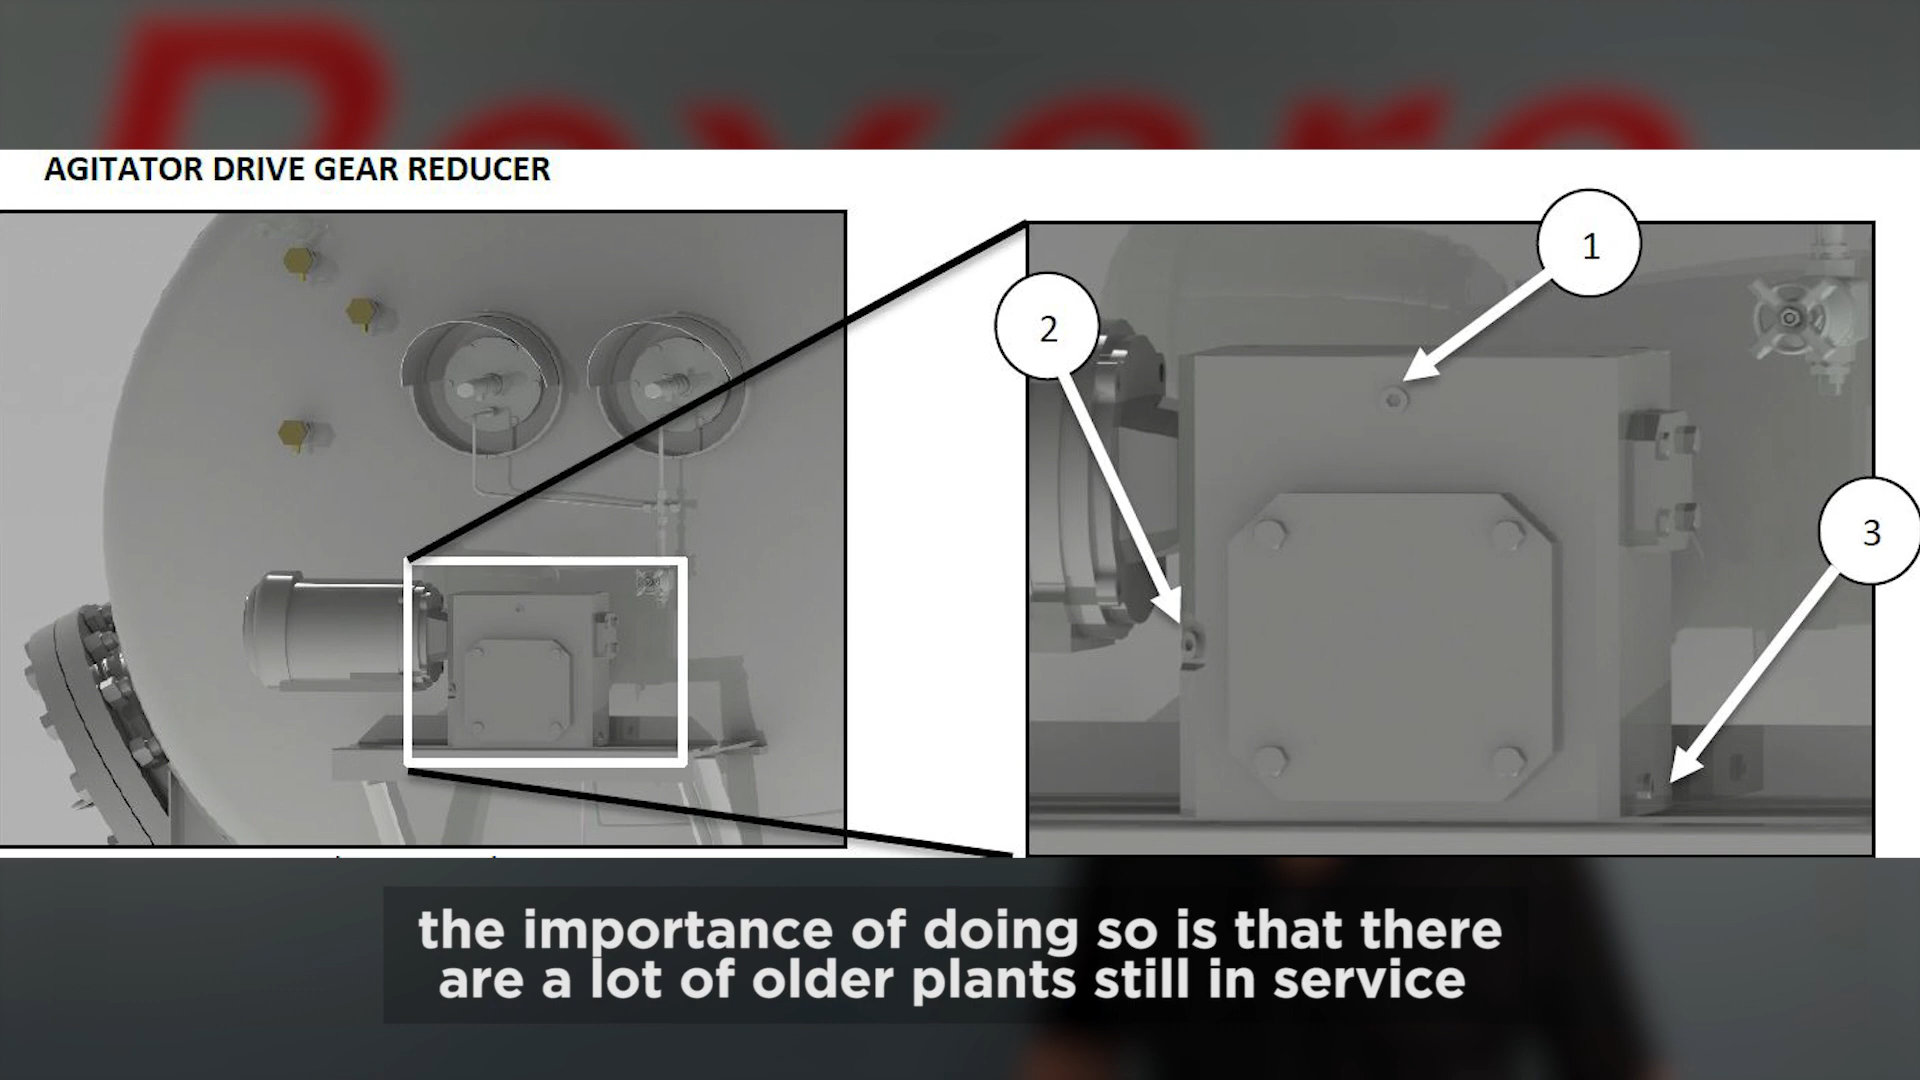 AGITATOR DRIVE GEAR REDUCER
1
2
3
the importance of doing so is that there
are a lot of older plants still in service